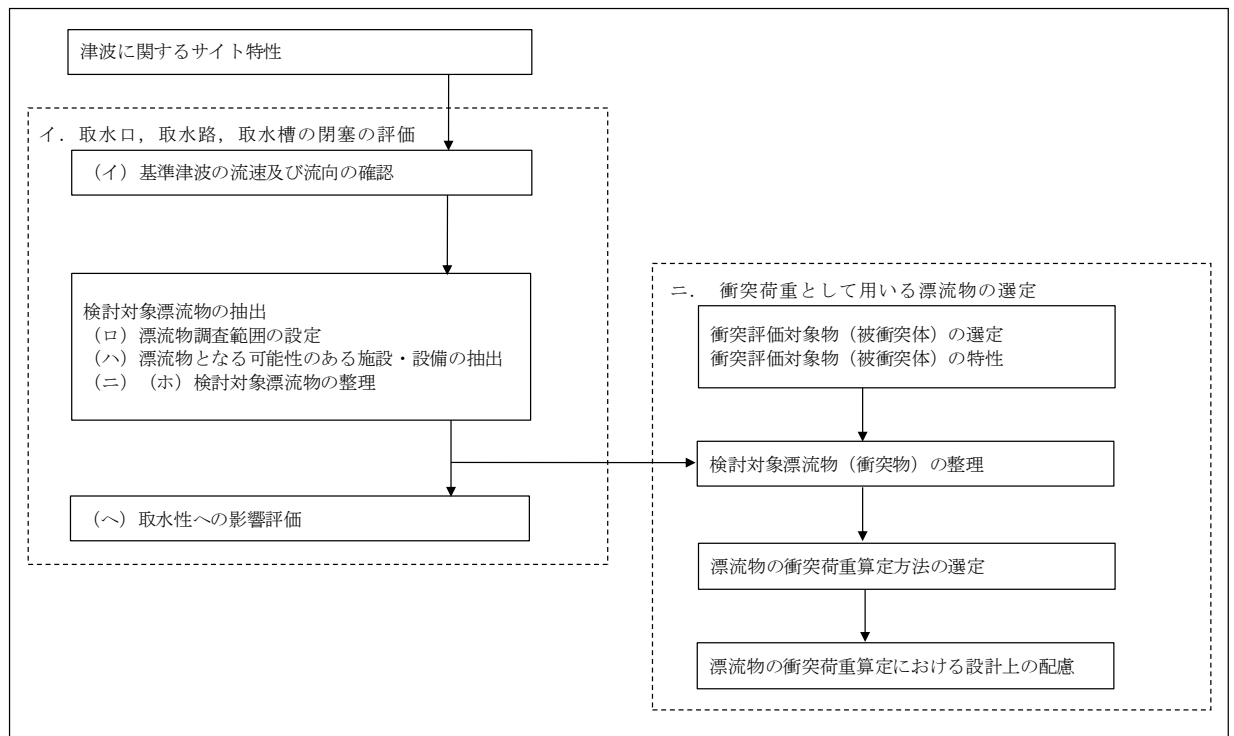 津波に関するサイト特性
イ．取水口，取水路，取水槽の閉塞の評価
（イ）基準津波の流速及び流向の確認
検討対象漂流物の抽出
（ロ）漂流物調査範囲の設定
（ハ）漂流物となる可能性のある施設・設備の抽出
（ニ）（ホ）検討対象漂流物の整理
（ヘ）取水性への影響評価
ニ． 衝突荷重として用いる漂流物の選定
衝突評価対象物（被衝突体）の選定
衝突評価対象物（被衝突体）の特性
検討対象漂流物（衝突物）の整理
漂流物の衝突荷重算定方法の選定
漂流物の衝突荷重算定における設計上の配慮